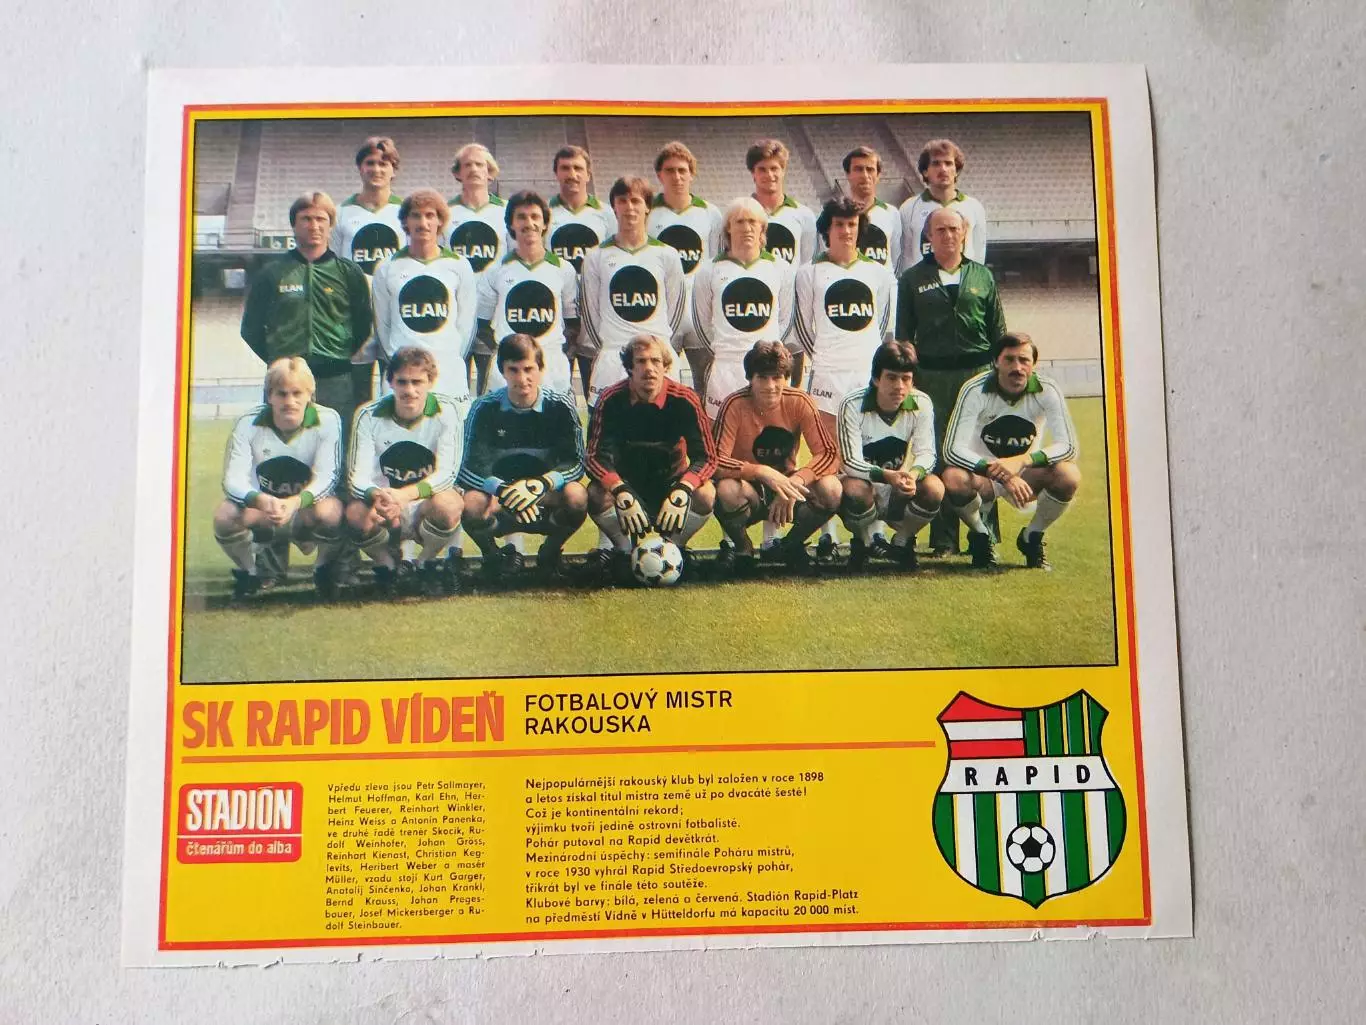 ELAN ELAN
ELAN ELAN ELAN ELAN ELAN ELAN
ELAN ELAN ELAN ELAN
SK RAPID VÍDEŇ
FOTBALOVÝ MISTR
RAKOUSKA
STADIÓN
čtenářům do alba
Vpředu zleva jsou Petr Sallmayer,
Helmut Hoffman, Karl Ehn, Her-
bert Feuerer, Reinhart Winkler,
Heinz Weiss a Antonín Panenka,
ve druhé řadě trenér Skocik, Ru-
dolf Weinhofer, Johan Gröss,
Reinhart Kienast, Christian Keg-
levits, Heribert Weber a masér
Müller, vzadu stojí Kurt Garger,
Anatolij Sinčenko, Johan Krankl,
Bernd Krauss, Johan Preges-
bauer, Josef Mickersberger a Ru-
dolf Steinbauer.
Nejpopulárnější rakouský klub byl založen v roce 1898
a letos získal titul mistra země už po dvacáté šesté!
Což je kontinentální rekord;
výjimku tvoří jedině ostrovní fotbalisté.
Pohár putoval na Rapid devětkrát.
Mezinárodní úspěchy: semifinále Poháru mistrů,
v roce 1930 vyhrál Rapid Středoevropský pohár,
třikrát byl ve finále této soutěže.
Klubové barvy: bílá, zelená a červená. Stadión Rapid-Platz
na předměstí Vídně v Hütteldorfu má kapacitu 20 000 míst.
RAPID